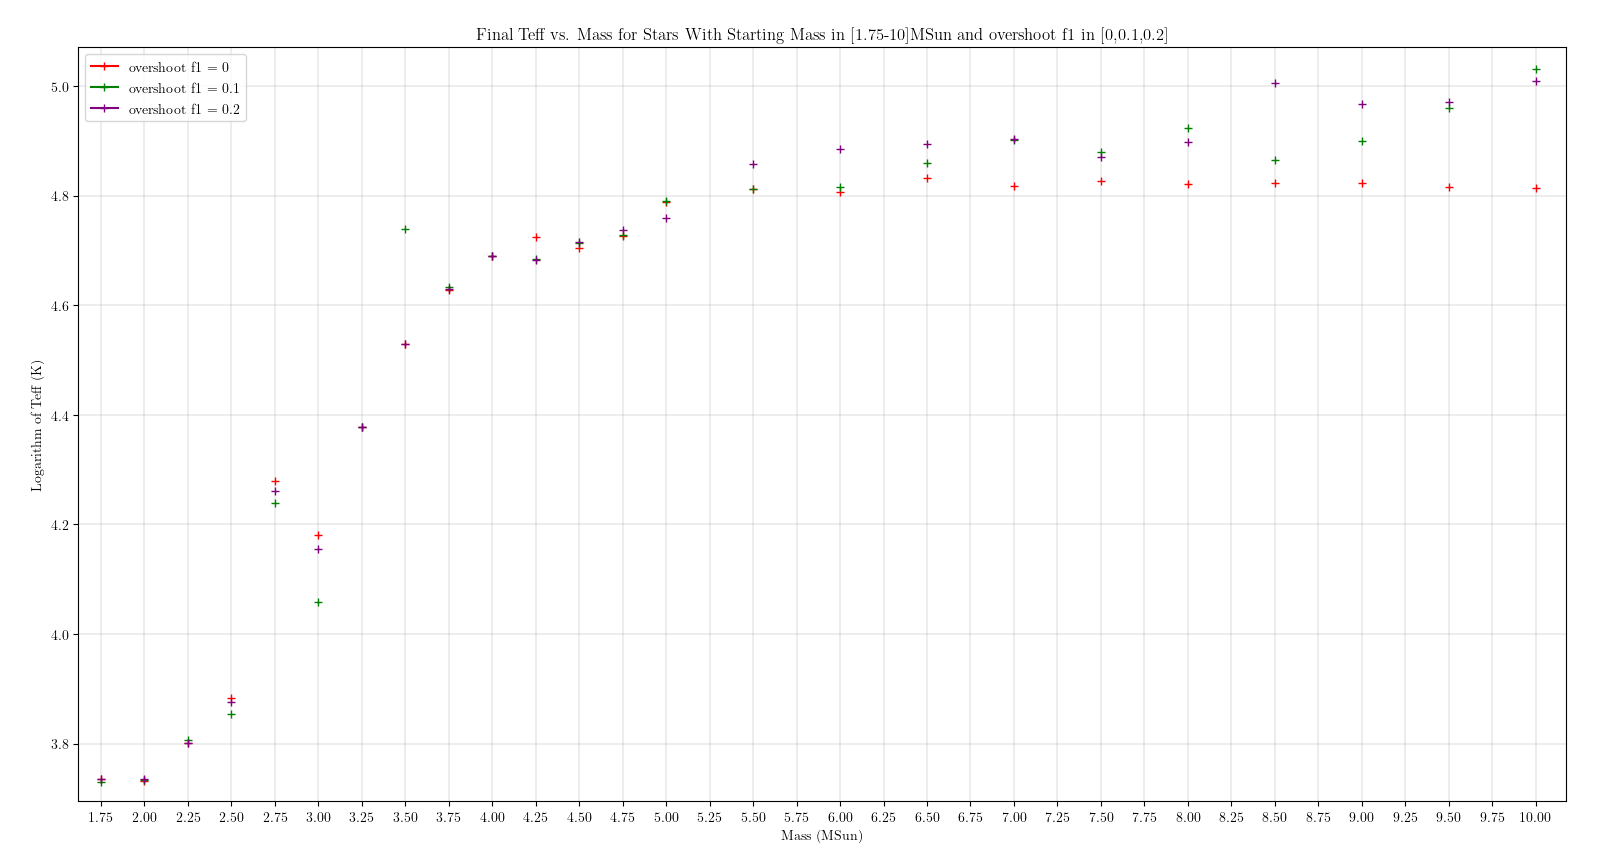 Final Teff vs. Mass for Stars With Starting Mass in [1.75-10]MSun and overshoot f1 in [0,0.1,0.2]
overshoot f1 = 0
overshoot f1 = 0.1
overshoot f1 = 0.2
5.0
4.8
4.6
4.4
4.2
4.0
3.8
Logarithm of Teff (K)
1.75 2.00 2.25 2.50 2.75 3.00 3.25 3.50 3.75 4.00 4.25 4.50 4.75 5.00 5.25 5.50 5.75 6.00 6.25 6.50 6.75 7.00 7.25 7.50 7.75 8.00 8.25 8.50 8.75 9.00 9.25 9.50 9.75 10.00
Mass (MSun)